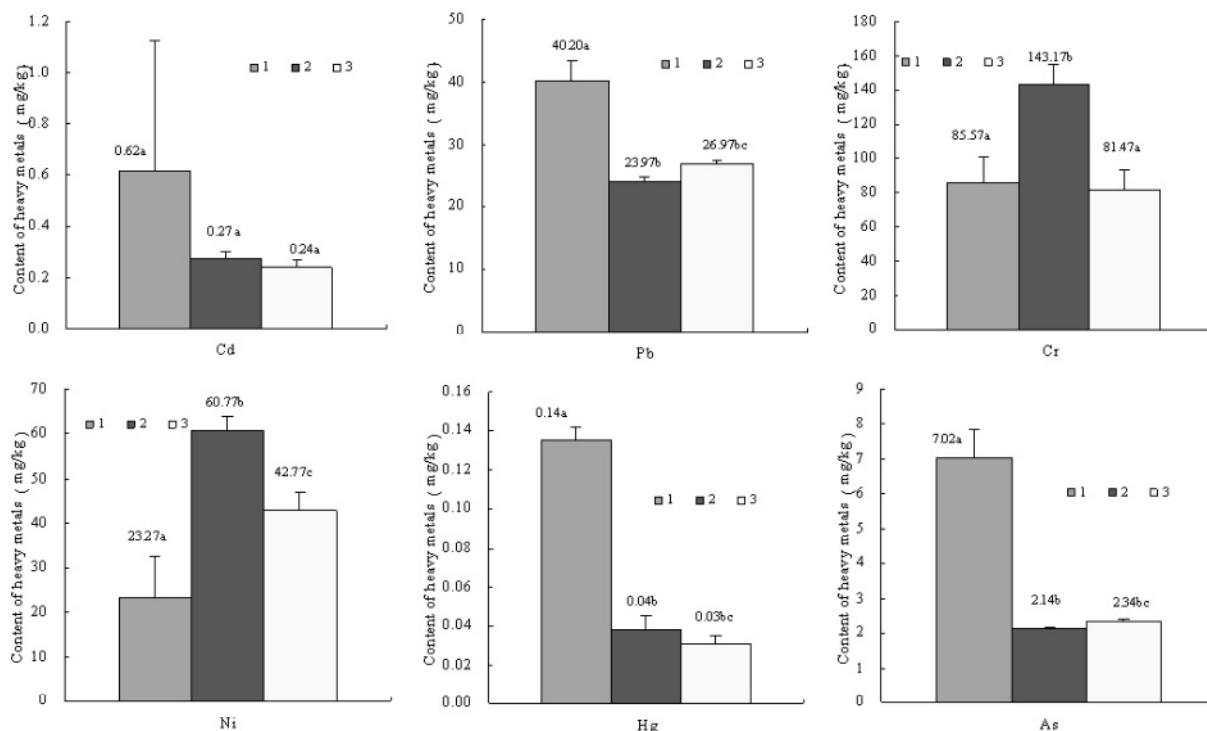 Content of heavy metals ( mg/kg)
1.2
1.0
0.8
0.6
0.4
0.2
0.0
1 2 3
0.62a
0.27a
0.24a
Cd
Content of heavy metals ( mg/kg)
50
40
30
20
10
0
40.20a
1 2 3
23.97b
26.97bc
Pb
Content of heavy metals ( mg/kg)
180
160
140
120
100
80
60
40
20
0
1 2 3
143.17b
85.57a
81.47a
Cr
Content of heavy metals ( mg/kg)
70
60
50
40
30
20
10
0
1 2 3
60.77b
42.77c
23.27a
Ni
Content of heavy metals ( mg/kg)
0.16
0.14
0.12
0.10
0.08
0.06
0.04
0.02
0.00
0.14a
1 2 3
0.04b
0.03bc
Hg
Content of heavy metals ( mg/kg)
9
8
7
6
5
4
3
2
1
0
7.02a
1 2 3
2.14b
2.34bc
As